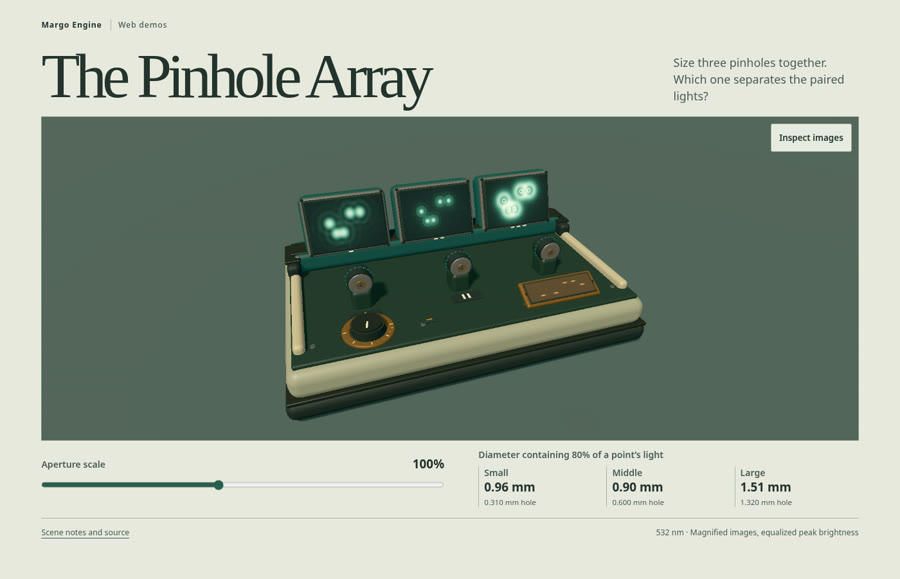 Margo Engine
Web demos
The Pinhole Array
Size three pinholes together.
Which one separates the paired
lights?
Inspect images
Aperture scale
100%
Diameter containing 80% of a point's light
Small
Middle
Large
0.96 mm
0.90 mm
1.51 mm
0.310 mm hole
0.600 mm hole
1.320 mm hole
Scene notes and source
532 nm · Magnified images, equalized peak brightness